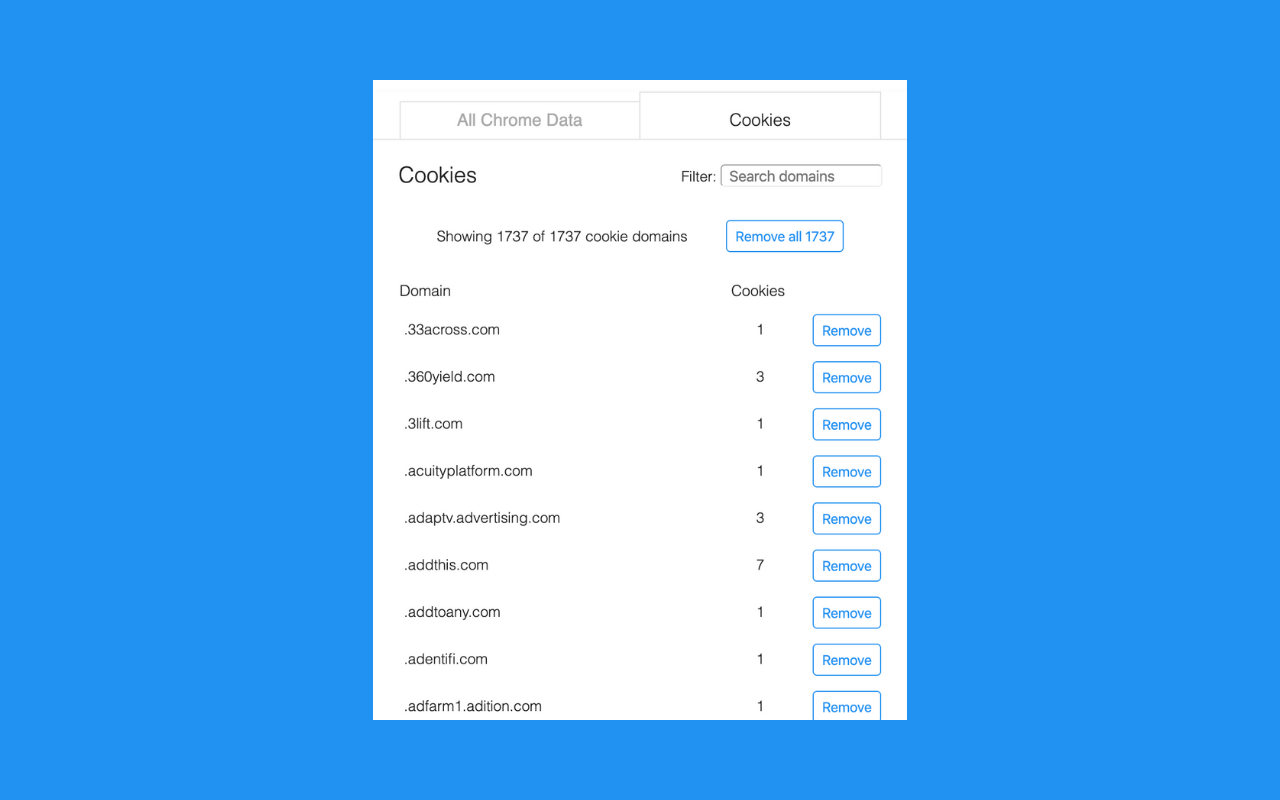 All Chrome Data Cookies
Cookies Filter: Search domains
Showing 1737 of 1737 cookie domains Remove all 1737
Domain Cookies
.33across.com 1 Remove
.360yield.com 3 Remove
.3lift.com 1 Remove
.acuityplatform.com 1 Remove
.adaptv.advertising.com 3 Remove
.addthis.com 7 Remove
.addtoany.com 1 Remove
.adentifi.com 1 Remove
.adfarm1.adition.com 1 Remove